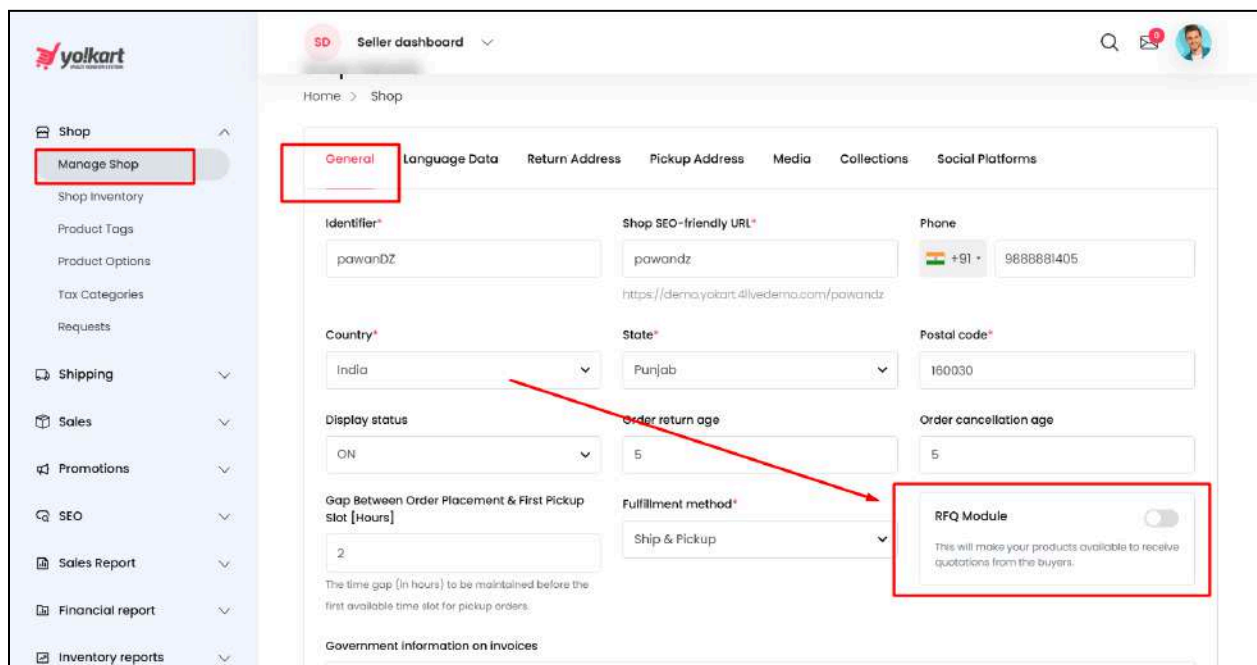 yo!kart
SD Seller dashboard
0
Home > Shop
Shop
Manage Shop
Shop Inventory
Product Tags
Product Options
Tax Categories
Requests
Shipping
Sales
Promotions
SEO
Sales Report
Financial report
Inventory reports
General Language Data Return Address Pickup Address Media Collections Social Platforms
Identifier* Shop SEO-friendly URL* Phone
pawanDZ pawandz +91 9888881405
https://demo.yokart.4livedemo.com/pawandz
Country* State* Postal code*
India Punjab 160030
Display status Order return age Order cancellation age
ON 5 5
Gap Between Order Placement & First Pickup
Slot [Hours]
2
The time gap (in hours) to be maintained before the
first available time slot for pickup orders.
Fulfillment method*
Ship & Pickup
RFQ Module
This will make your products available to receive
quotations from the buyers.
Government information on invoices